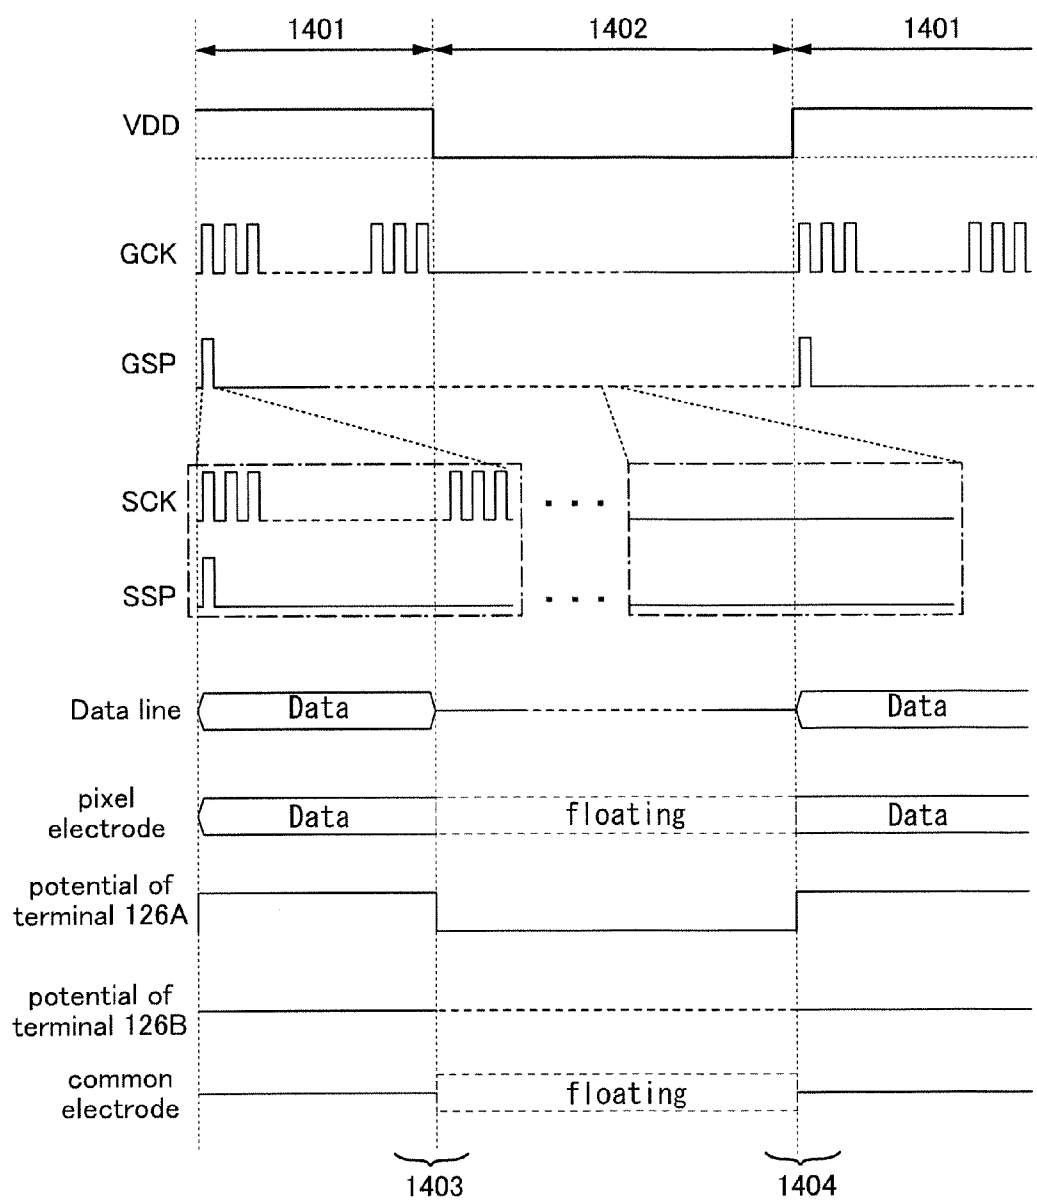 1401
1402
1401
VDD
GCK
GSP
SCK
SSP
Data line
Data
Data
pixel
electrode
Data
floating
Data
potential of
terminal 126A
potential of
terminal 126B
common
electrode
floating
1403
1404